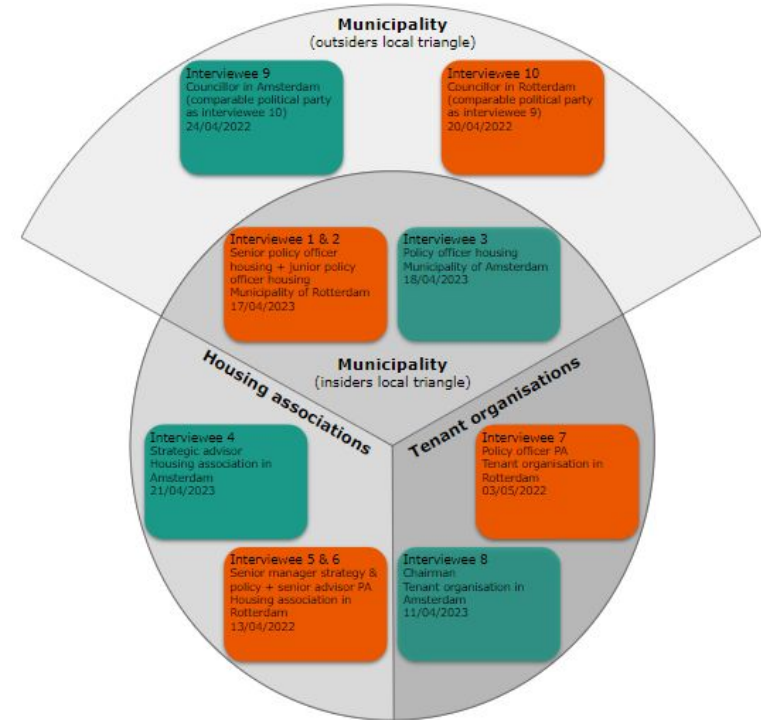 Municipality
(outsiders local triangle)
Interviewee 9
Councillor in Amsterdam
(comparable political party
as interviewee 10)
24/04/2022
Interviewee 10
Councillor in Rotterdam
(comparable political party
as interviewee 9)
20/04/2022
Interviewee 1 & 2
Senior policy officer
housing + junior policy
officer housing
Municipality of Rotterdam
17/04/2023
Interviewee 3
Policy officer housing
Municipality of Amsterdam
18/04/2023
Municipality
(insiders local triangle)
Housing associations
Tenant organisations
Interviewee 4
Strategic advisor
Housing association in
Amsterdam
21/04/2023
Interviewee 7
Policy officer PA
Tenant organisation in
Rotterdam
03/05/2022
Interviewee 5 & 6
Senior manager strategy &
policy + senior advisor PA
Housing association in
Rotterdam
13/04/2022
Interviewee 8
Chairman
Tenant organisation in
Amsterdam
11/04/2023